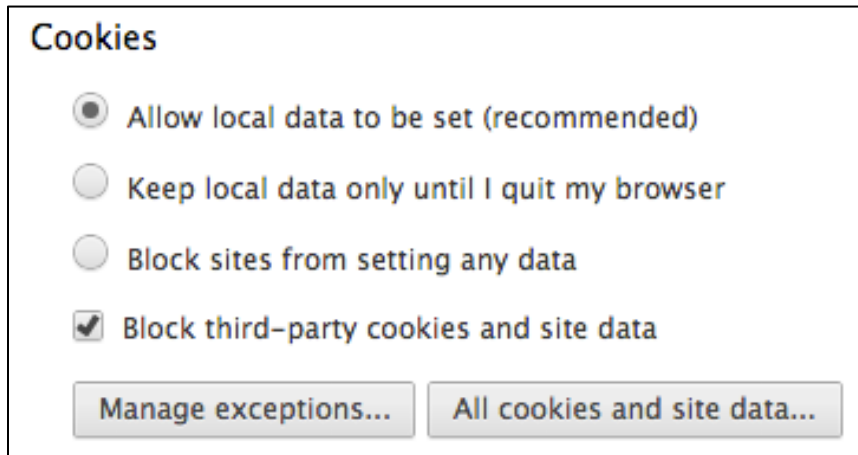 Cookies
Allow local data to be set (recommended)
Keep local data only until I quit my browser
Block sites from setting any data
Block third-party cookies and site data
Manage exceptions... All cookies and site data...